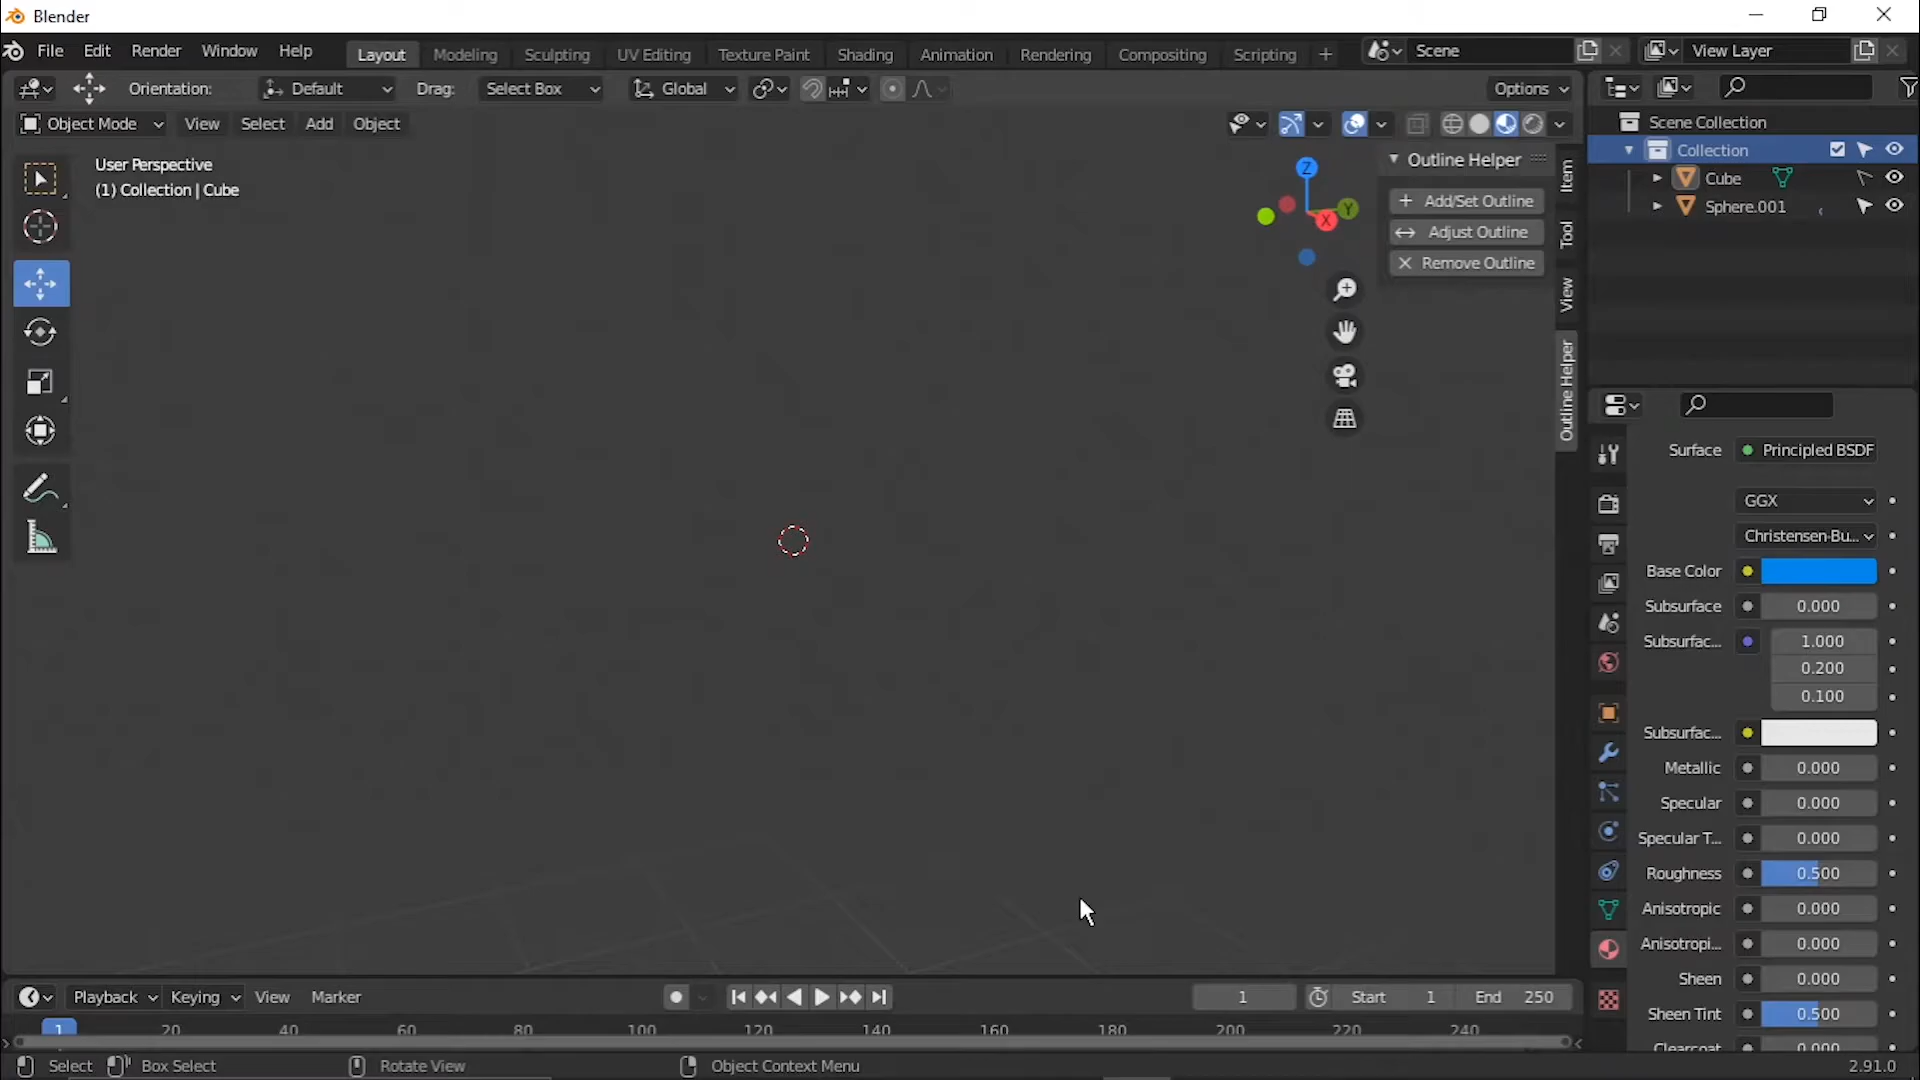 Blender
File Edit Render Window Help Layout Modeling Sculpting UV Editing Texture Paint Shading Animation Rendering Compositing Scripting + Scene View Layer
Orientation: Default Drag: Select Box Global Options
Object Mode View Select Add Object
User Perspective
(1) Collection | Cube
Z
Y
X
Outline Helper
Add/Set Outline
Adjust Outline
Remove Outline
Item
Tool
View
Outline Helper
Scene Collection
Collection
Cube
Sphere.001
Surface Principled BSDF
GGX
Christensen-Bu...
Base Color
Subsurface 0.000
Subsurfac... 1.000
0.200
0.100
Subsurfac...
Metallic 0.000
Specular 0.000
Specular T... 0.000
Roughness 0.500
Anisotropic 0.000
Anisotropi... 0.000
Sheen 0.000
Sheen Tint 0.500
Clearcoat 0.000
Playback Keying View Marker 1 Start 1 End 250
1 20 40 60 80 100 120 140 160 180 200 220 240
Select Box Select Rotate View Object Context Menu 2.91.0